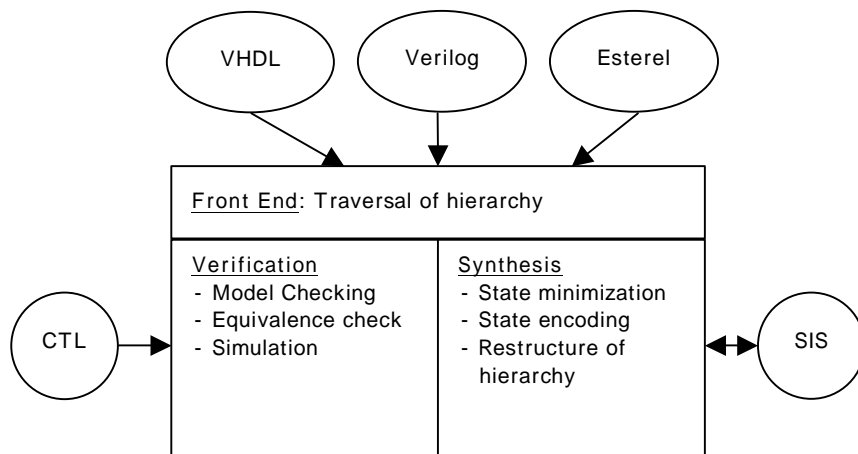 VHDL
Verilog
Esterel
Front End: Traversal of hierarchy
Verification
- Model Checking
- Equivalence check
- Simulation
Synthesis
- State minimization
- State encoding
- Restructure of
hierarchy
CTL
SIS